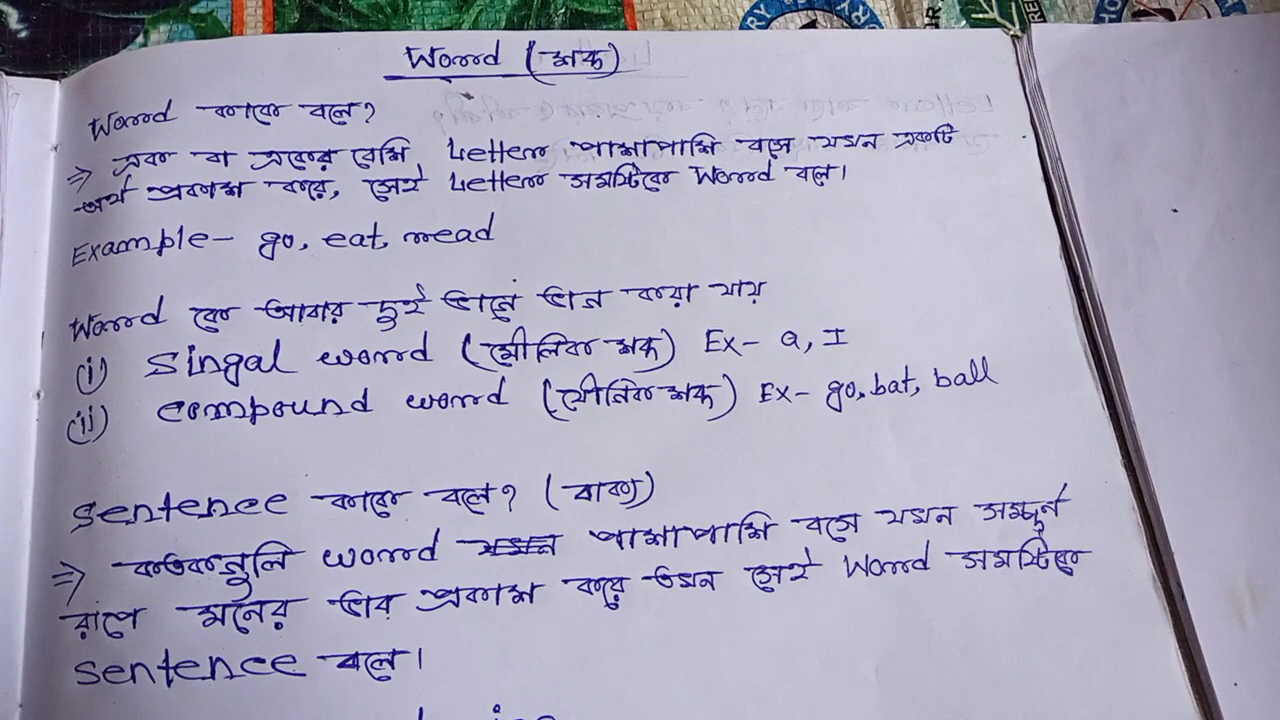 Word (শব্দ)
Word কাকে বলে?
⇒ এক বা একের বেশি Letter পাশাপাশি বসে যখন একটি
অর্থ প্রকাশ করে, সেই Letter সমষ্টিকে Word বলে।
Example- go, eat, read
Word কে আবার দুই ভাগে ভাগ করা যায়
(i) Singal word (মৌলিক শব্দ) Ex- a, I
(ii) compound word (যৌগিক শব্দ) Ex- go, bat, ball
Sentence কাকে বলে? (বাক্য)
⇒ কতকগুলি word পাশাপাশি বসে যখন সম্পূর্ন
রূপে মনের ভাব প্রকাশ করে তখন সেই Word সমষ্টিকে
Sentence বলে।